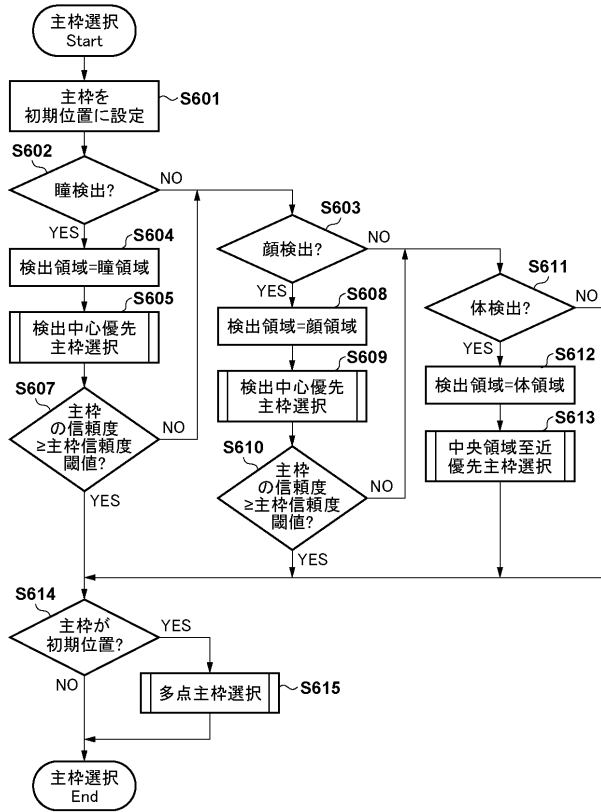 主枠選択
Start
主枠を
初期位置に設定
S601
S602
瞳検出?
NO
YES
S604
検出領域=瞳領域
S605
検出中心優先
主枠選択
S607
主枠
の信頼度
≥主枠信頼度
閾値?
NO
YES
S603
顔検出?
NO
YES
S608
検出領域=顔領域
S609
検出中心優先
主枠選択
S610
主枠
の信頼度
≥主枠信頼度
閾値?
NO
YES
S611
体検出?
NO
YES
S612
検出領域=体領域
S613
中央領域至近
優先主枠選択
S614
主枠が
初期位置?
YES
NO
多点主枠選択
S615
主枠選択
End